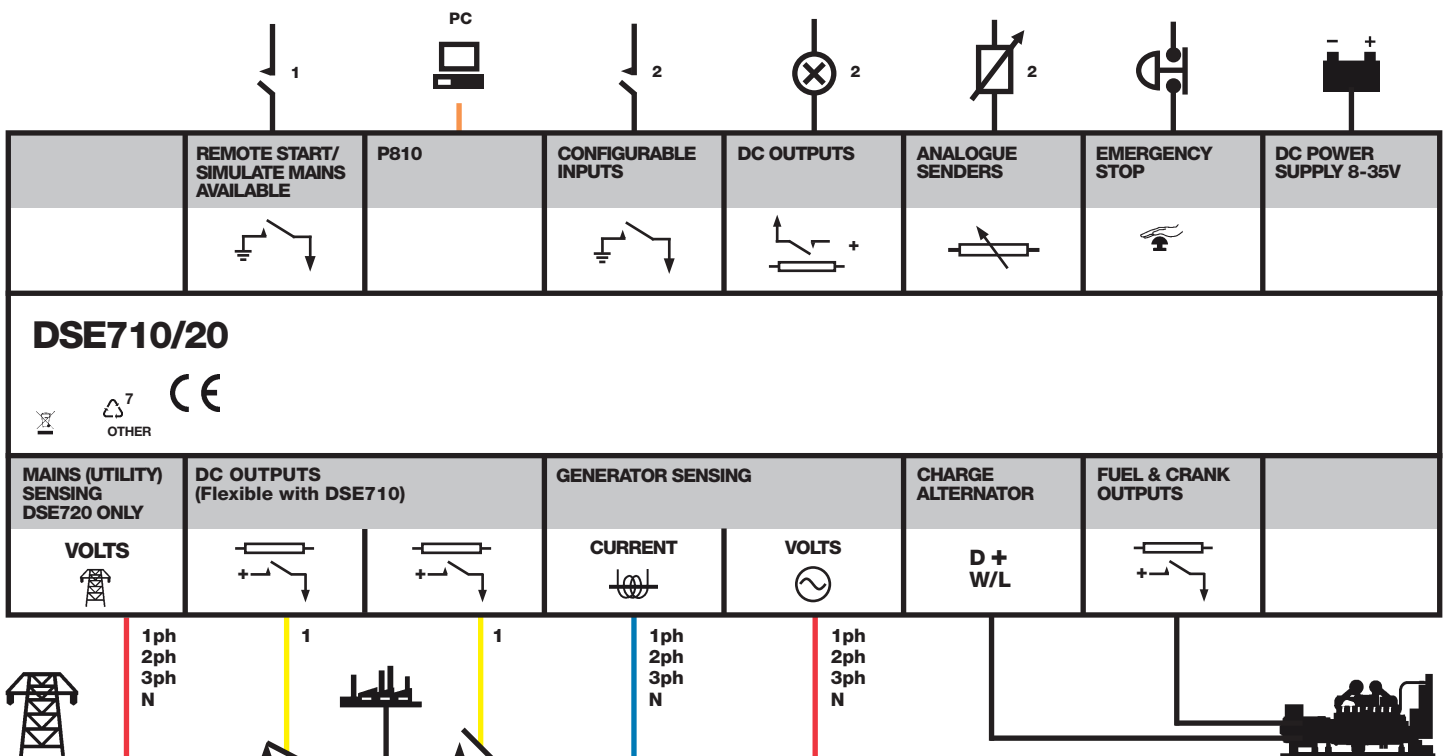 PC
1
2
2
2
– +
REMOTE START/
SIMULATE MAINS
AVAILABLE
P810
CONFIGURABLE
INPUTS
DC OUTPUTS
ANALOGUE
SENDERS
EMERGENCY
STOP
DC POWER
SUPPLY 8-35V
+
DSE710/20
7
OTHER
CE
MAINS (UTILITY)
SENSING
DSE720 ONLY
DC OUTPUTS
(Flexible with DSE710)
GENERATOR SENSING
CHARGE
ALTERNATOR
FUEL & CRANK
OUTPUTS
VOLTS
+
+
CURRENT
VOLTS
D +
W/L
+
1ph
2ph
3ph
N
1
1
1ph
2ph
3ph
N
1ph
2ph
3ph
N